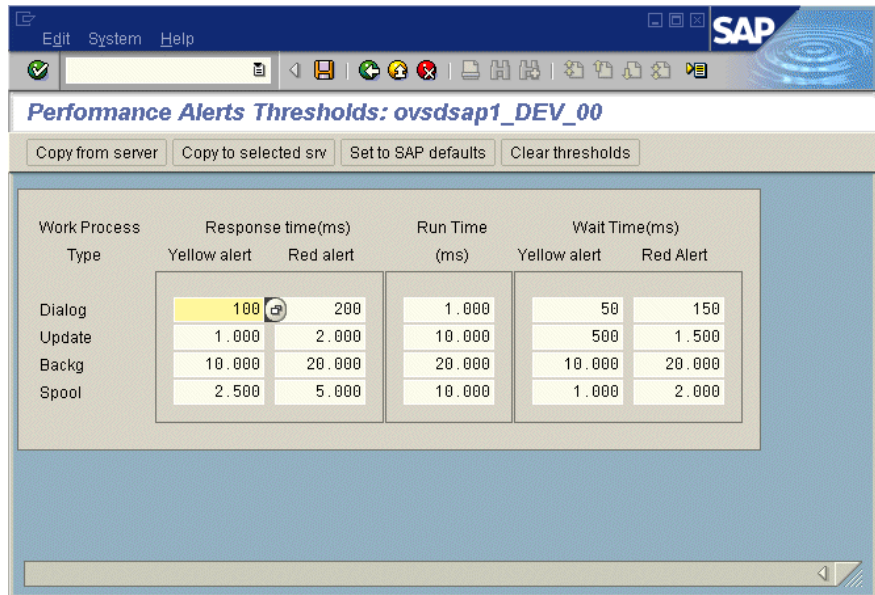 Edit System Help
SAP
Performance Alerts Thresholds: ovsdsap1_DEV_00
Copy from server Copy to selected srv Set to SAP defaults Clear thresholds
Work Process Response time(ms) Run Time Wait Time(ms)
Type Yellow alert Red alert (ms) Yellow alert Red Alert
Dialog 100 200 1.000 50 150
Update 1.000 2.000 10.000 500 1.500
Backg 10.000 20.000 20.000 10.000 20.000
Spool 2.500 5.000 10.000 1.000 2.000